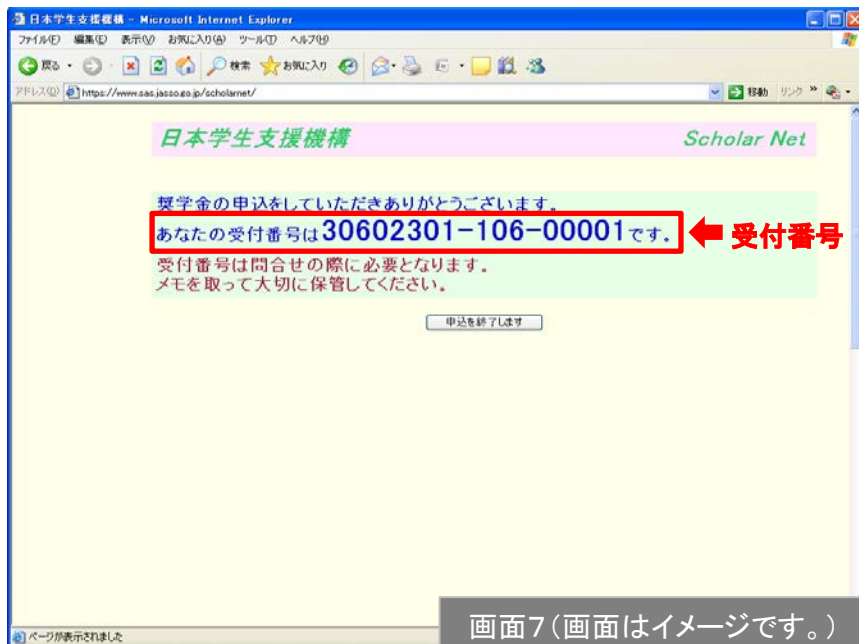 日本学生支援機構 - Microsoft Internet Explorer
ファイル(F) 編集(E) 表示(V) お気に入り(A) ツール(T) ヘルプ(H)
戻る 検索 お気に入り
アドレス(D) https://www.sas.jasso.go.jp/scholarnet/ 移動 リンク »
日本学生支援機構 Scholar Net
奨学金の申込をしていただきありがとうございます。
あなたの受付番号は30602301-106-00001です。
受付番号
受付番号は問合せの際に必要となります。
メモを取って大切に保管してください。
申込を終了します
ページが表示されました
画面7(画面はイメージです。)